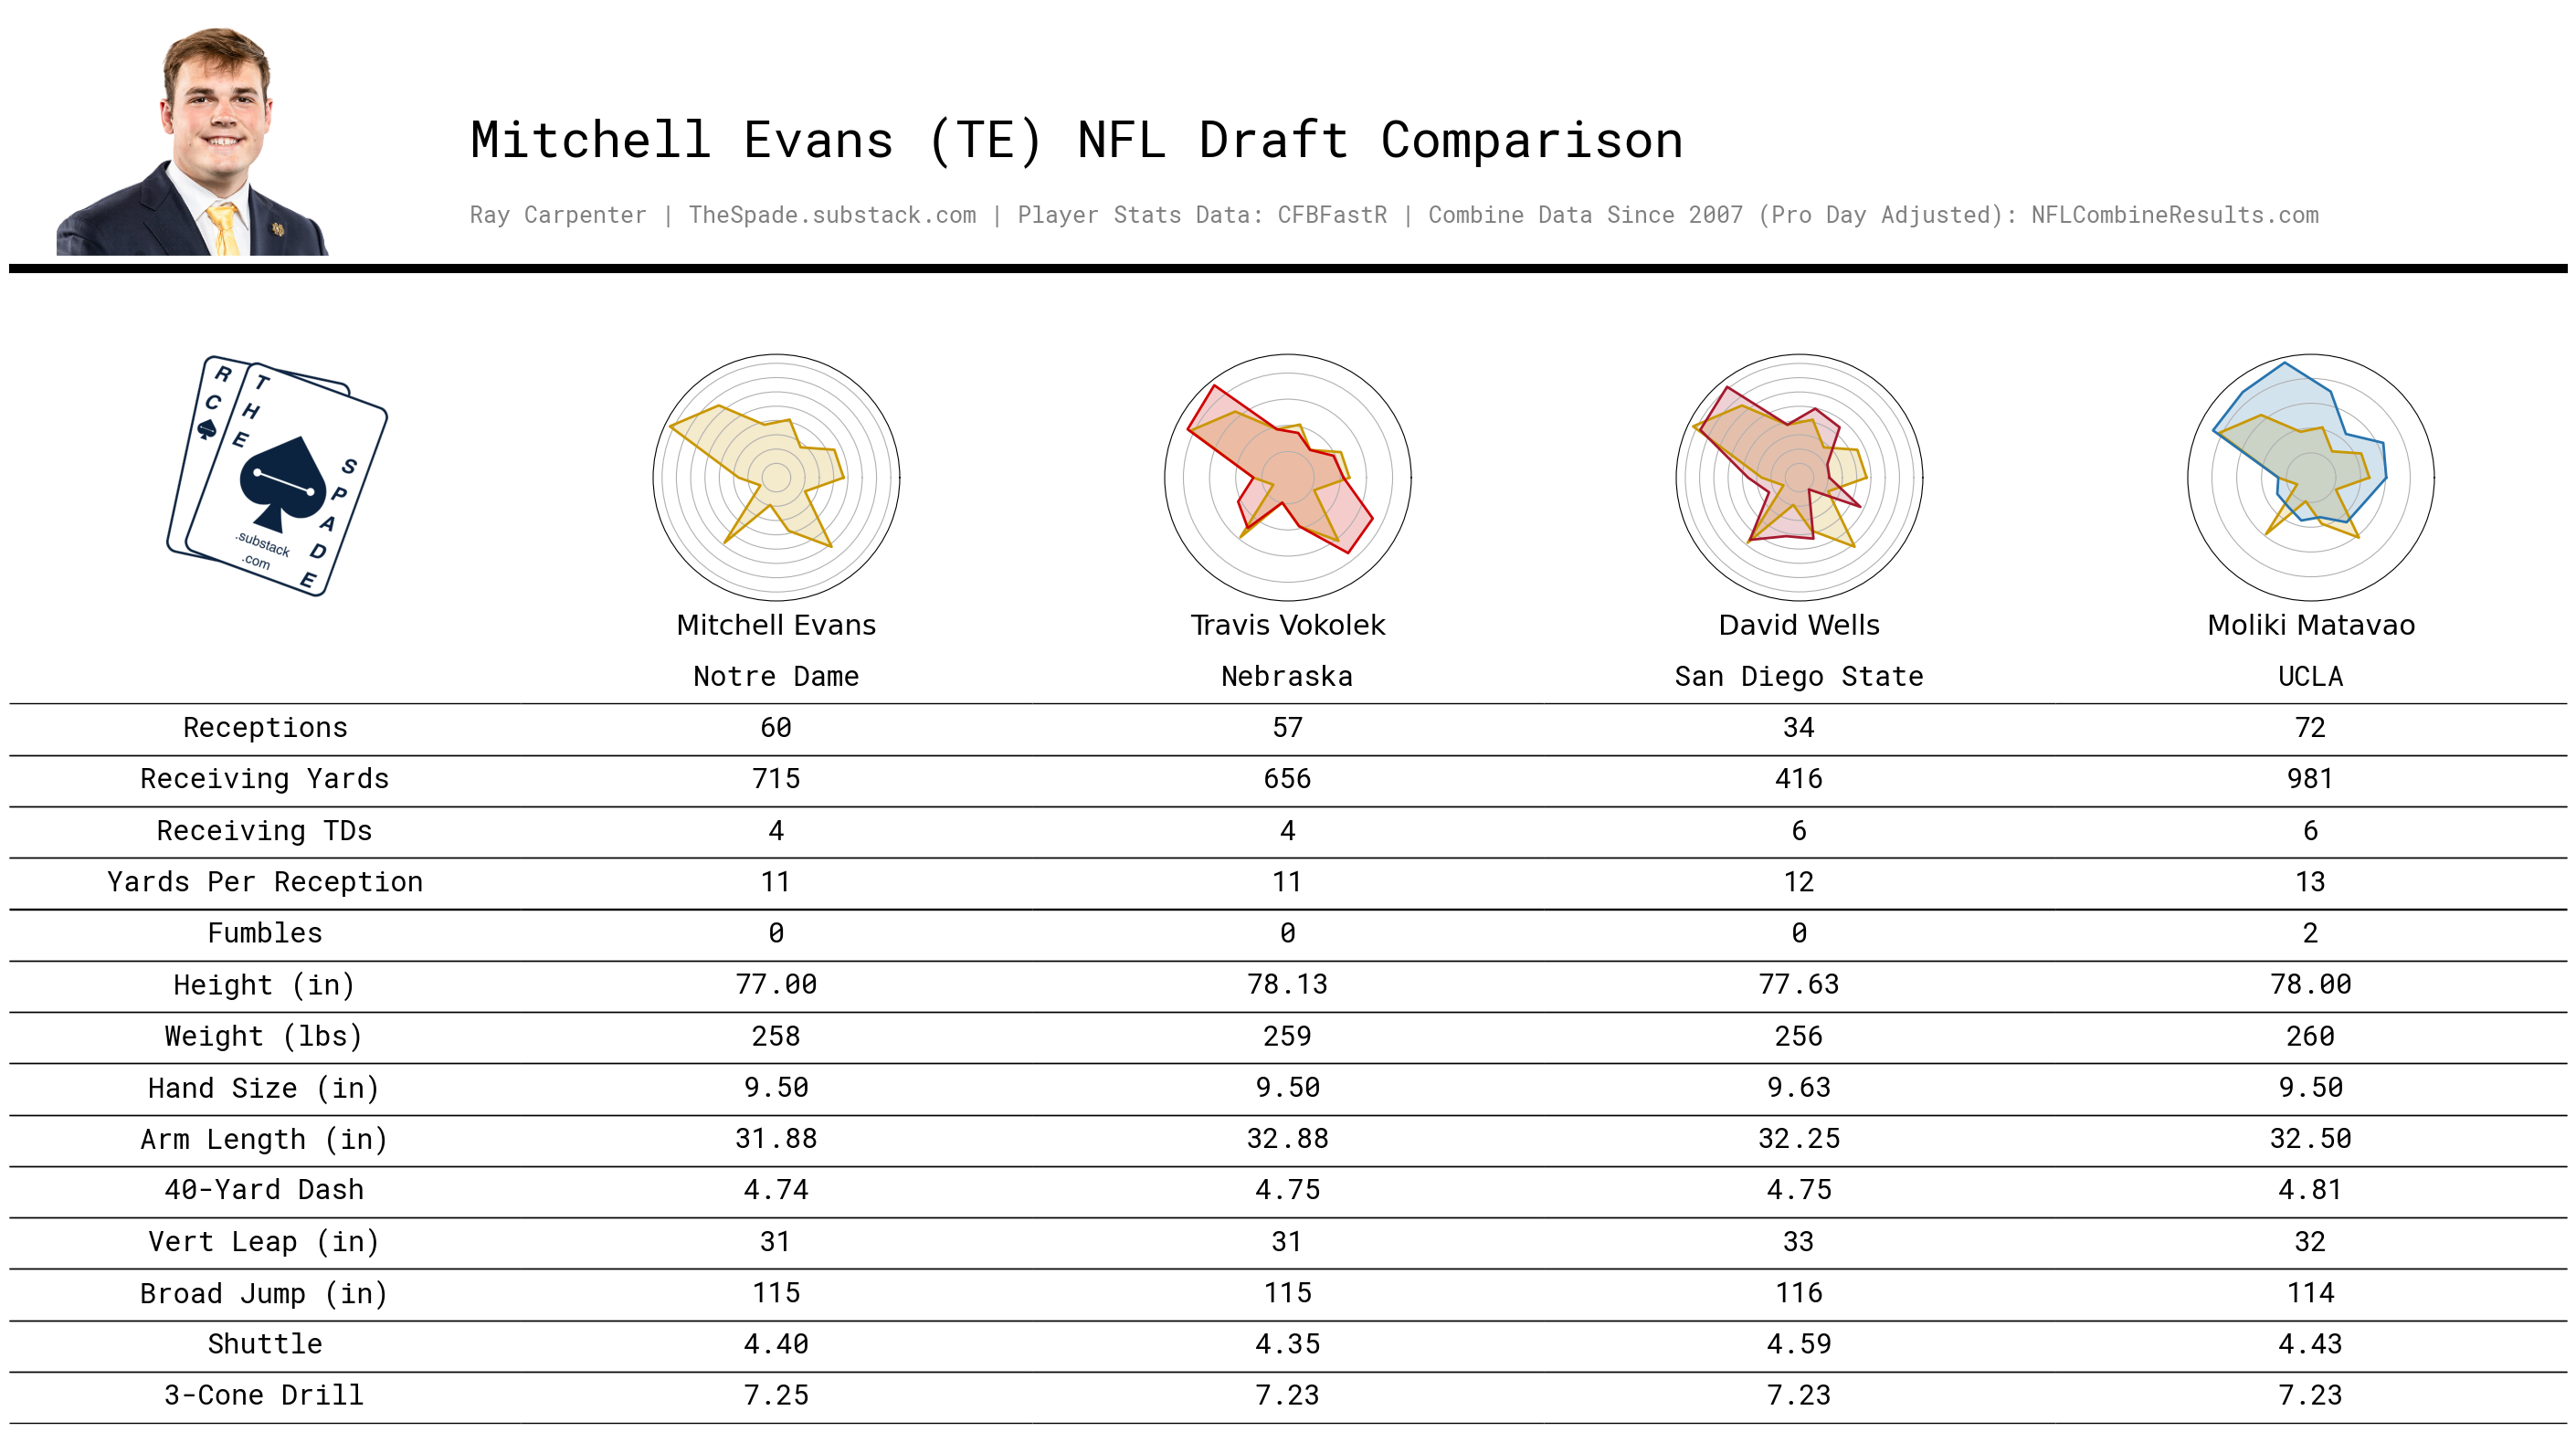 Mitchell Evans (TE) NFL Draft Comparison
Ray Carpenter | TheSpade.substack.com | Player Stats Data: CFBFastR | Combine Data Since 2007 (Pro Day Adjusted): NFLCombineResults.com
RC
THE
SPADE
.substack
.com
Mitchell Evans Travis Vokolek David Wells Moliki Matavao
Notre Dame Nebraska San Diego State UCLA
Receptions 60 57 34 72
Receiving Yards 715 656 416 981
Receiving TDs 4 4 6 6
Yards Per Reception 11 11 12 13
Fumbles 0 0 0 2
Height (in) 77.00 78.13 77.63 78.00
Weight (lbs) 258 259 256 260
Hand Size (in) 9.50 9.50 9.63 9.50
Arm Length (in) 31.88 32.88 32.25 32.50
40-Yard Dash 4.74 4.75 4.75 4.81
Vert Leap (in) 31 31 33 32
Broad Jump (in) 115 115 116 114
Shuttle 4.40 4.35 4.59 4.43
3-Cone Drill 7.25 7.23 7.23 7.23